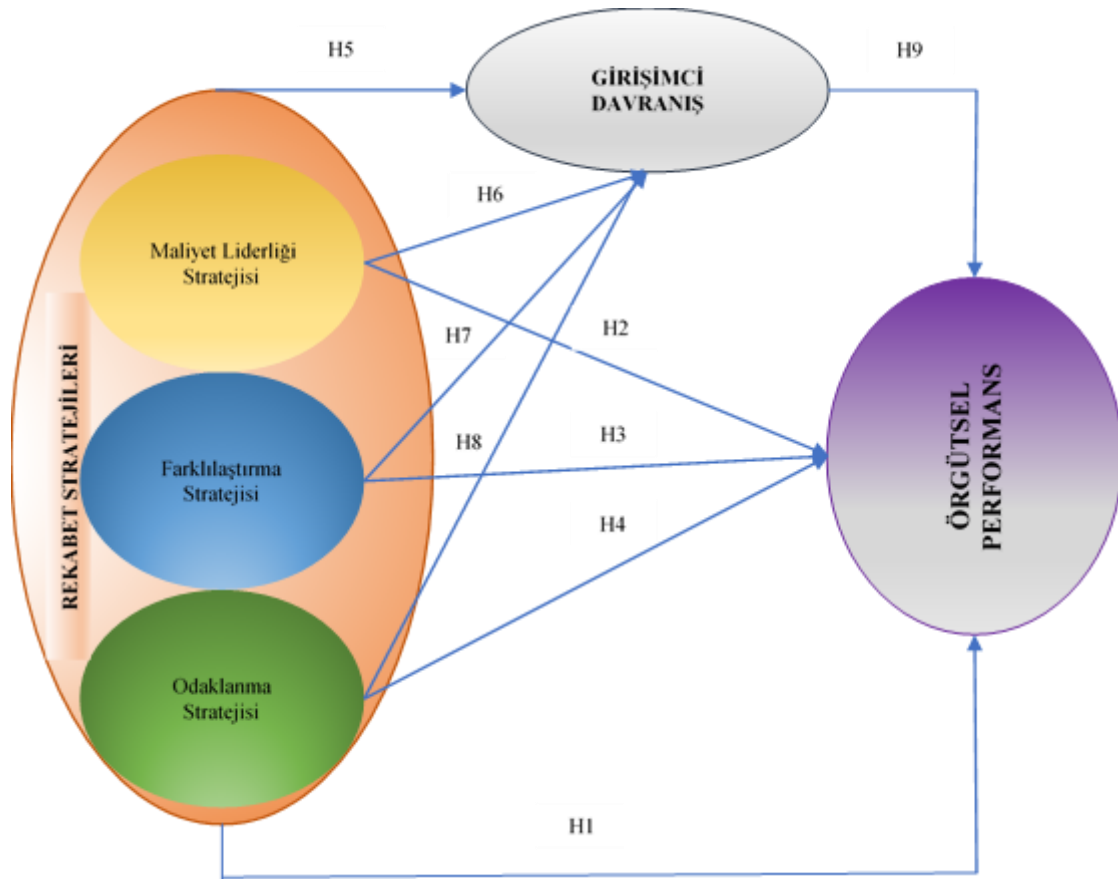 H5
GİRİŞİMCİ
DAVRANIŞ
H9
H6
Maliyet Liderliği
Stratejisi
H7
H2
REKABET STRATEJİLERİ
H8
H3
Farklılaştırma
Stratejisi
ÖRGÜTSEL
PERFORMANS
H4
Odaklanma
Stratejisi
H1